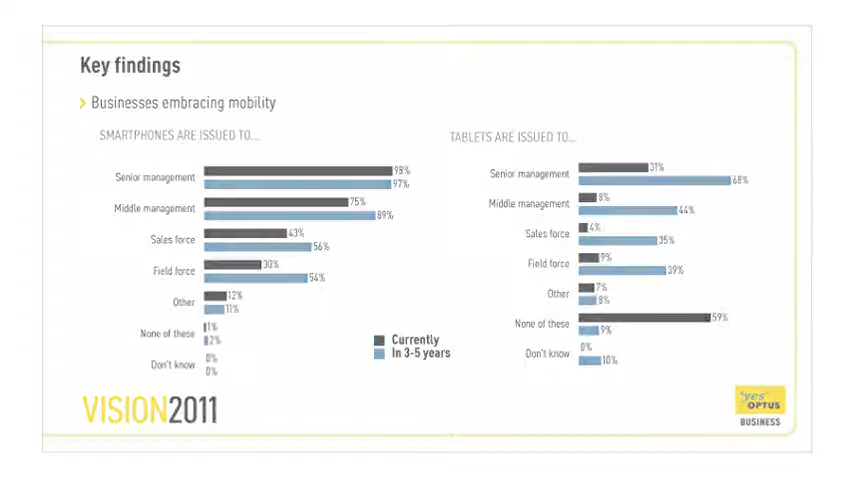 Key findings
Businesses embracing mobility
SMARTPHONES ARE ISSUED TO...
Senior management 98% 97%
Middle management 75% 89%
Sales force 43% 56%
Field force 30% 54%
Other 12% 11%
None of these 1% 2%
Don't know 0% 0%
TABLETS ARE ISSUED TO...
Senior management 31% 68%
Middle management 8% 44%
Sales force 4% 35%
Field force 9% 39%
Other 7% 8%
None of these 59% 9%
Don't know 0% 10%
Currently
In 3-5 years
VISION2011
'yes'
OPTUS
BUSINESS